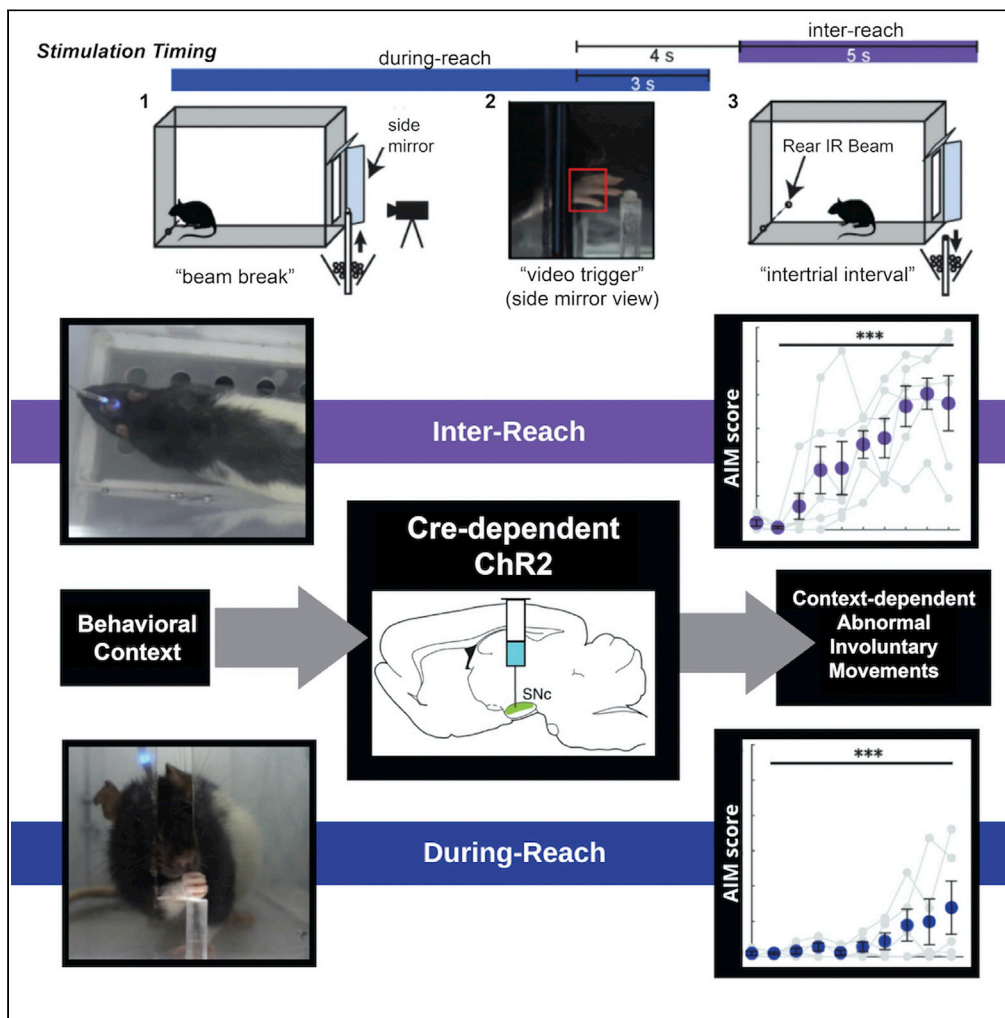 Stimulation Timing
inter-reach
during-reach
4 s
5 s
3 s
1
2
3
side
mirror
Rear IR Beam
"beam break"
"video trigger"
(side mirror view)
"intertrial interval"
***
AIM score
Inter-Reach
Cre-dependent
ChR2
SNc
Behavioral
Context
Context-dependent
Abnormal
Involuntary
Movements
***
AIM score
During-Reach